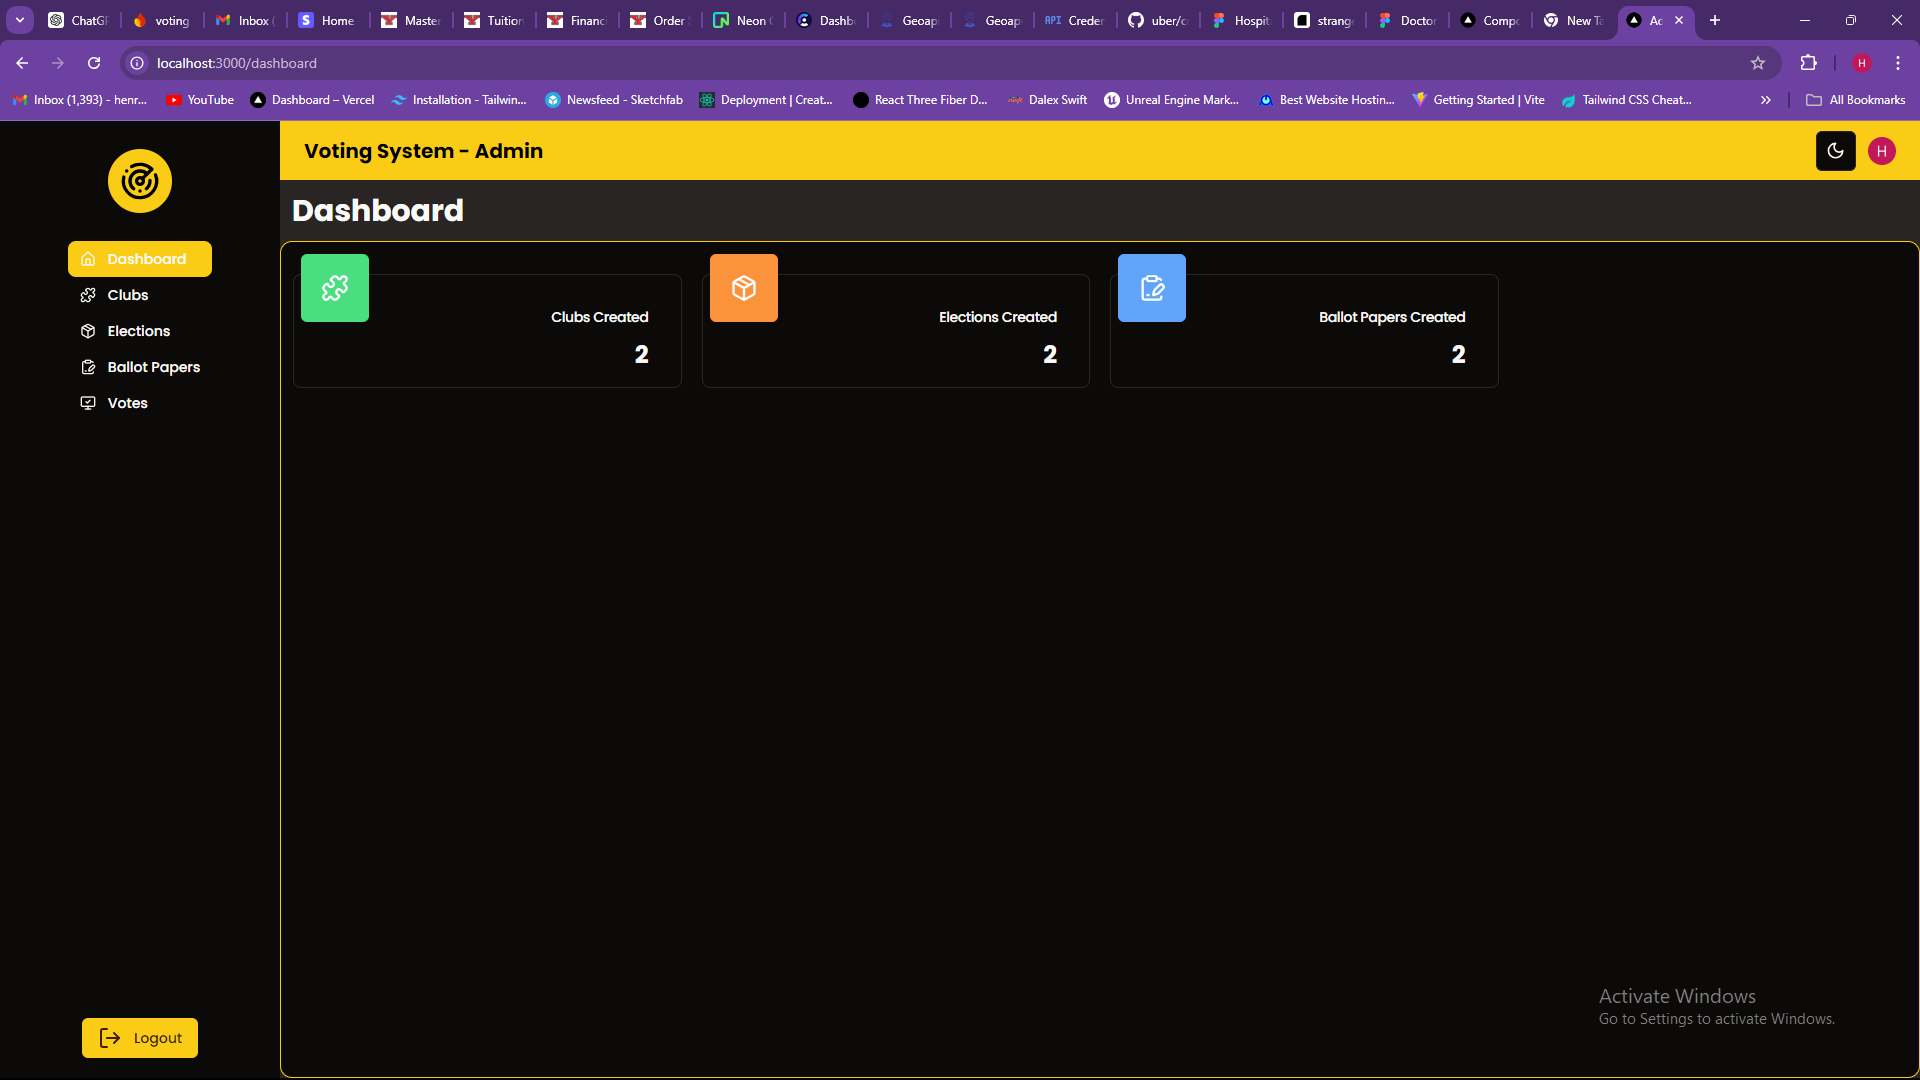 ChatGP voting Inbox ( Home Master Tuition Financi Order Neon Dashb Geoap Geoap API Creder uber/c Hospit strange Doctor Compo New Ta Ac
localhost:3000/dashboard H
Inbox (1,393) - henr... YouTube Dashboard – Vercel Installation - Tailwin... Newsfeed - Sketchfab Deployment | Creat... React Three Fiber D... Dalex Swift Unreal Engine Mark... Best Website Hostin... Getting Started | Vite Tailwind CSS Cheat... » All Bookmarks
Voting System - Admin H
Dashboard
Dashboard
Clubs
Elections
Ballot Papers
Votes
Logout
Clubs Created
2
Elections Created
2
Ballot Papers Created
2
Activate Windows
Go to Settings to activate Windows.